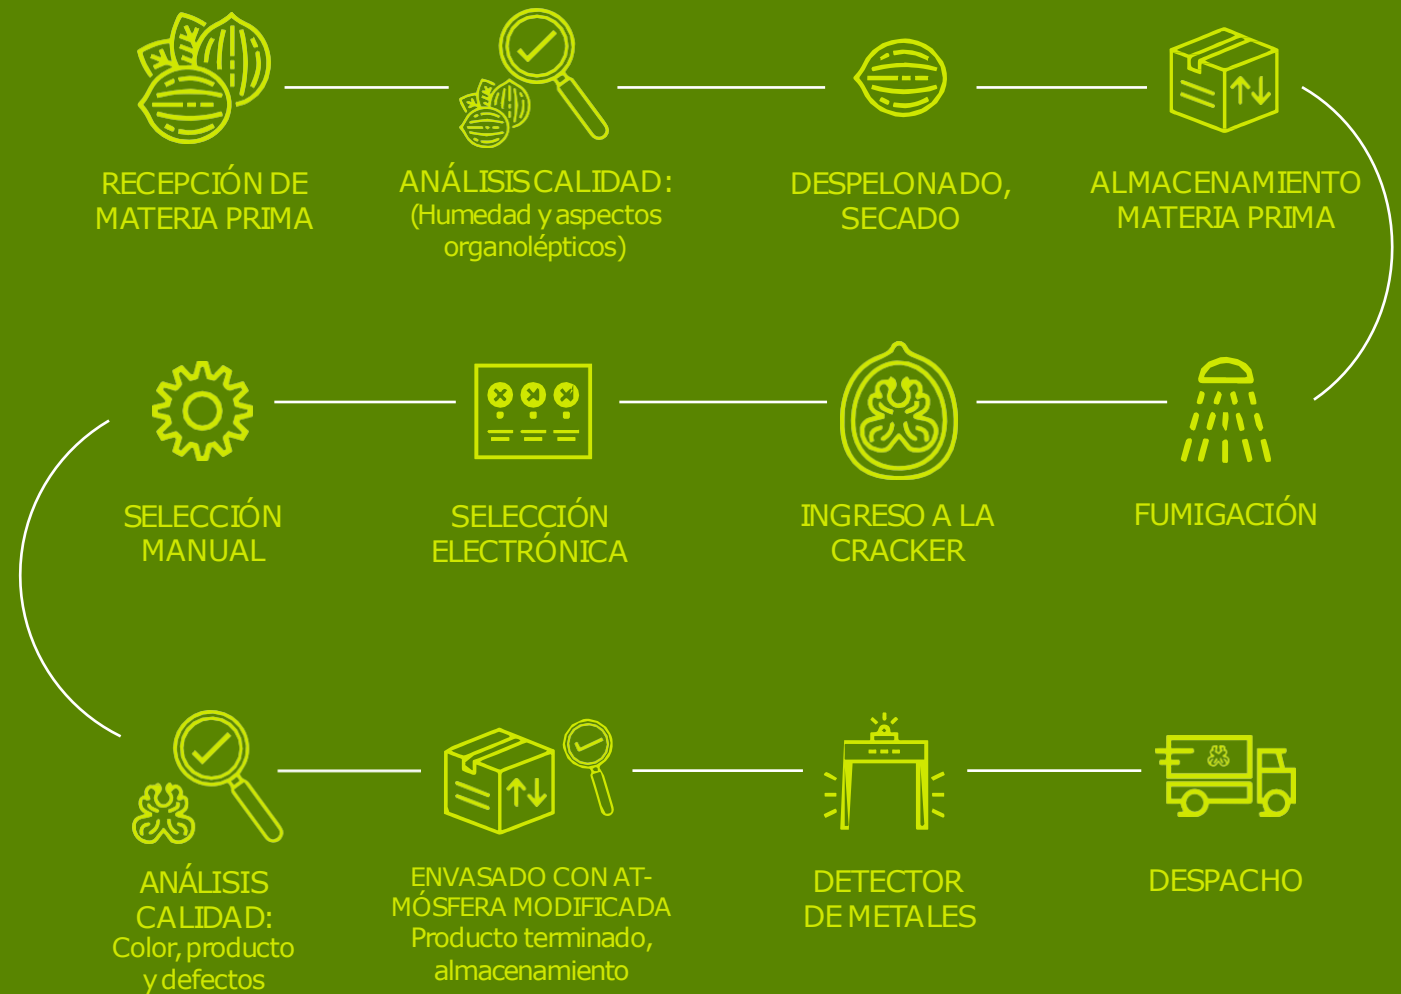 RECEPCIÓN DE
MATERIA PRIMA
ANÁLISIS CALIDAD:
(Humedad y aspectos
organolépticos)
DESPELONADO,
SECADO
ALMACENAMIENTO
MATERIA PRIMA
SELECCIÓN
MANUAL
SELECCIÓN
ELECTRÓNICA
INGRESO A LA
CRACKER
FUMIGACIÓN
ANÁLISIS
CALIDAD:
Color, producto
y defectos
ENVASADO CON AT-
MÓSFERA MODIFICADA
Producto terminado,
almacenamiento
DETECTOR
DE METALES
DESPACHO